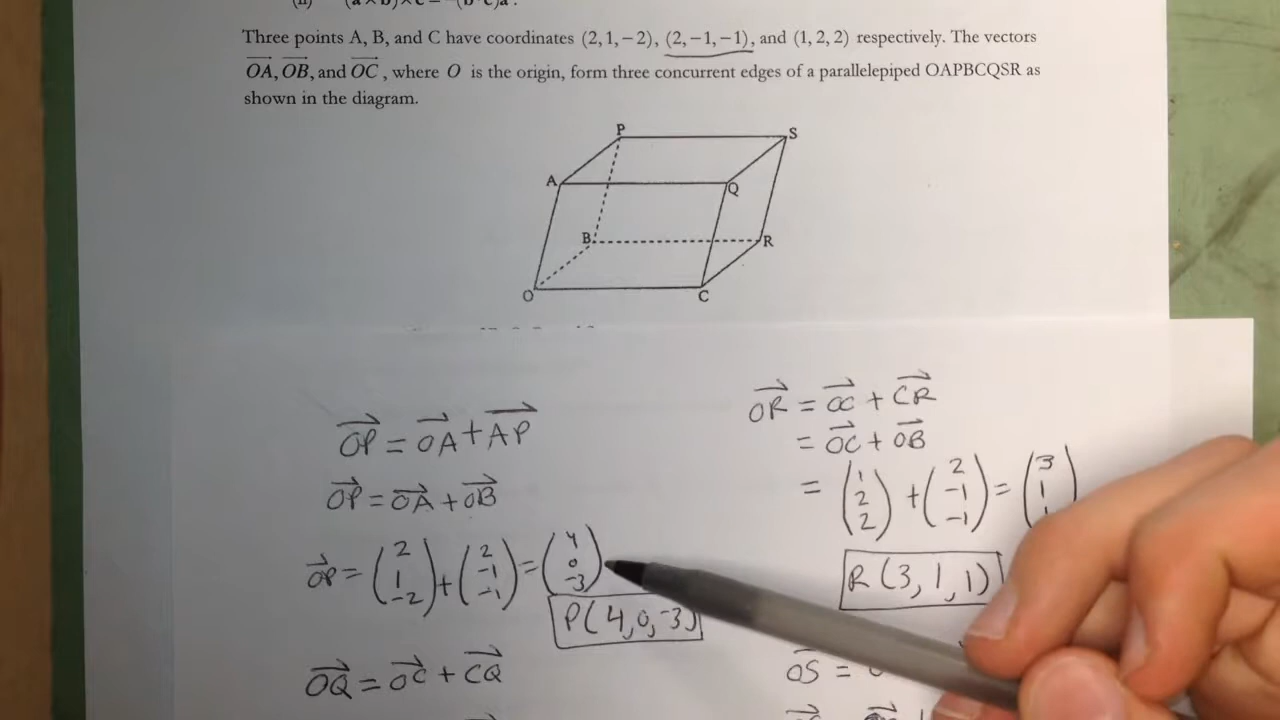 (ii) (a × b) × c = −(b · c)a .
Three points A, B, and C have coordinates (2, 1, −2), (2, −1, −1), and (1, 2, 2) respectively. The vectors
OA, OB, and OC , where O is the origin, form three concurrent edges of a parallelepiped OAPBCQSR as
shown in the diagram.
P
S
A
Q
B
R
O
C
OP = OA + AP
OP = OA + OB
OP = (2 1 -2) + (2 -1 -1) = (4 0 -3)
P(4,0,-3)
OQ = OC + CQ
OR = OC + CR
= OC + OB
= (1 2 2) + (2 -1 -1) = (3 1
R (3,1,1)
OS =